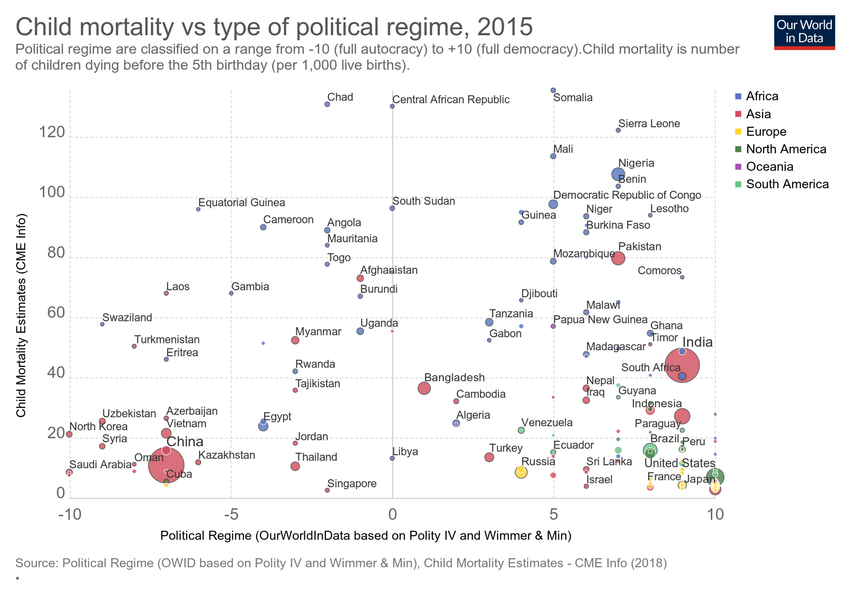 Child mortality vs type of political regime, 2015
Our World
in Data
Political regime are classified on a range from -10 (full autocracy) to +10 (full democracy).Child mortality is number
of children dying before the 5th birthday (per 1,000 live births).
Africa
Asia
Europe
North America
Oceania
South America
Child Mortality Estimates (CME Info)
120
100
80
60
40
20
0
Chad
Central African Republic
Somalia
Sierra Leone
Mali
Nigeria
Benin
Equatorial Guinea
South Sudan
Democratic Republic of Congo
Cameroon
Angola
Guinea
Niger
Lesotho
Mauritania
Burkina Faso
Togo
Mozambique
Pakistan
Afghanistan
Comoros
Laos
Gambia
Burundi
Djibouti
Malawi
Swaziland
Uganda
Tanzania
Papua New Guinea
Ghana
Turkmenistan
Myanmar
Gabon
Timor
Eritrea
Madagascar
India
Rwanda
South Africa
Tajikistan
Bangladesh
Cambodia
Nepal
Iraq
Guyana
Indonesia
Uzbekistan
Azerbaijan
Egypt
Algeria
North Korea
Vietnam
Venezuela
Paraguay
Syria
China
Jordan
Ecuador
Brazil
Peru
Oman
Kazakhstan
Thailand
Libya
Turkey
Saudi Arabia
Cuba
Russia
Sri Lanka
United States
Singapore
Israel
France
Japan
-10
-5
0
5
10
Political Regime (OurWorldInData based on Polity IV and Wimmer & Min)
Source: Political Regime (OWID based on Polity IV and Wimmer & Min), Child Mortality Estimates - CME Info (2018)
•